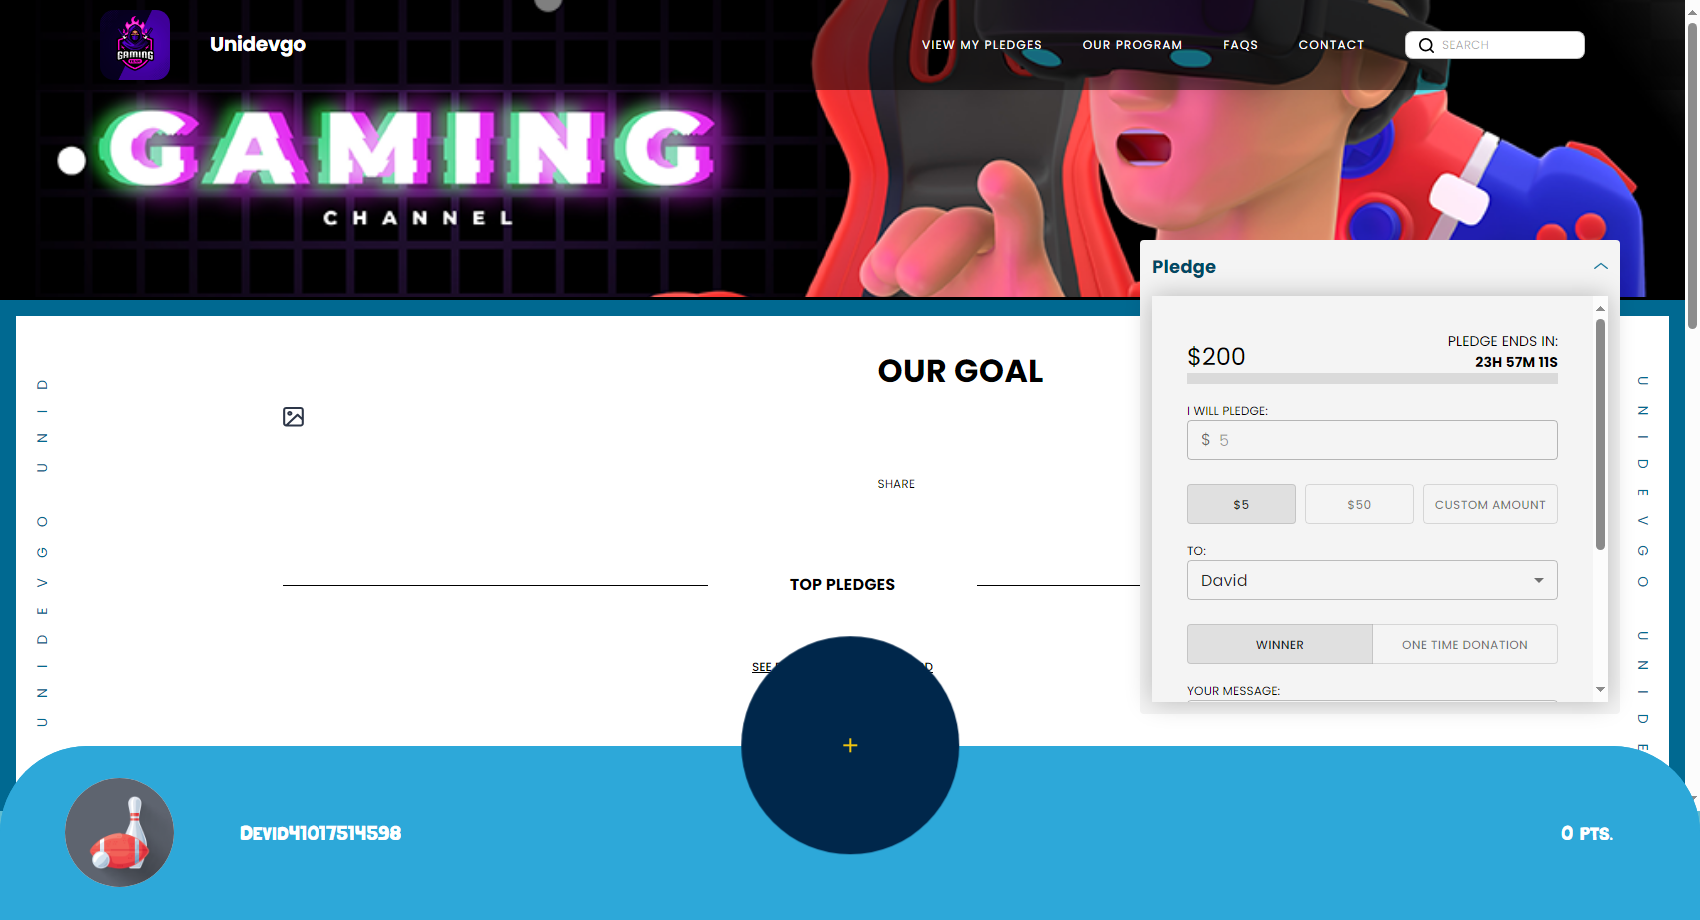 GAMING
Unidevgo
VIEW MY PLEDGES
OUR PROGRAM
FAQS
CONTACT
SEARCH
GAMING
CHANNEL
Pledge
$200
PLEDGE ENDS IN:
23H 57M 11S
I WILL PLEDGE:
$ 5
$5
$50
CUSTOM AMOUNT
TO:
David
WINNER
ONE TIME DONATION
YOUR MESSAGE:
OUR GOAL
SHARE
TOP PLEDGES
SEE
UNIDEVGO UNID
UNIDEVGO UNIDE
+
Devid41017514598
0 PTS.